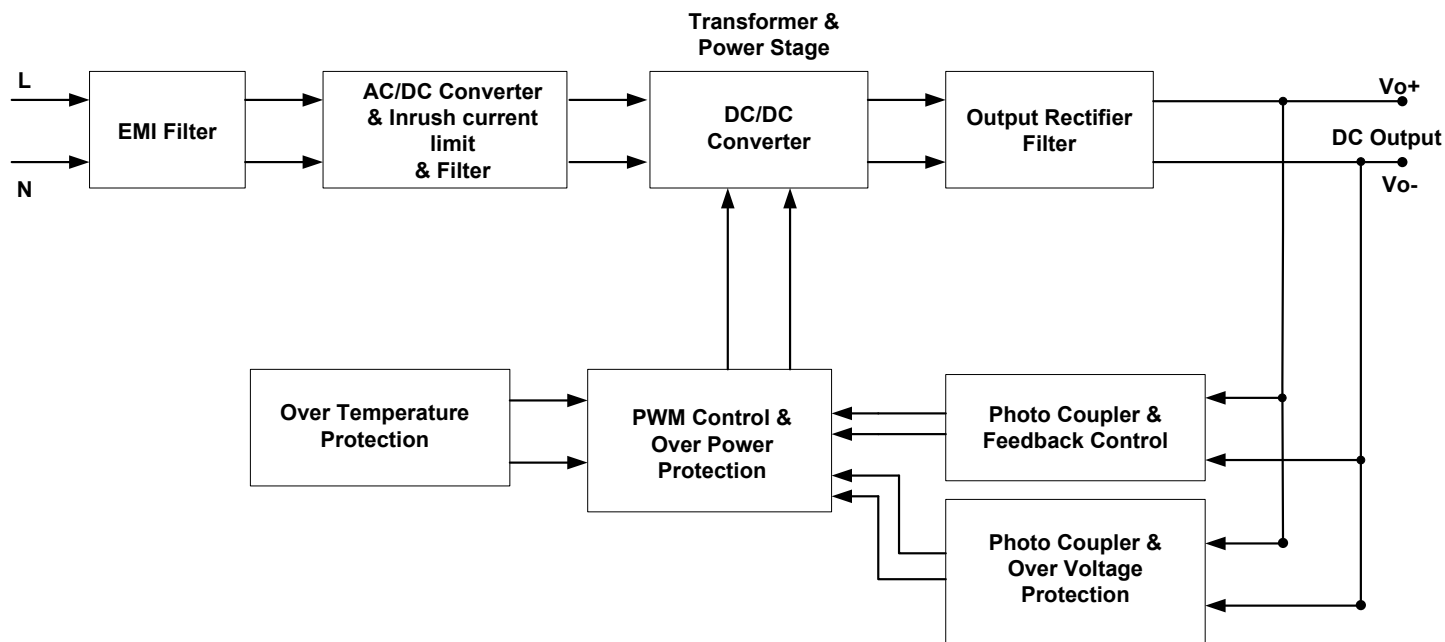 Transformer &
Power Stage
L
N
EMI Filter
AC/DC Converter
& Inrush current
limit
& Filter
DC/DC
Converter
Output Rectifier
Filter
Vo+
DC Output
Vo-
Over Temperature
Protection
PWM Control &
Over Power
Protection
Photo Coupler &
Feedback Control
Photo Coupler &
Over Voltage
Protection